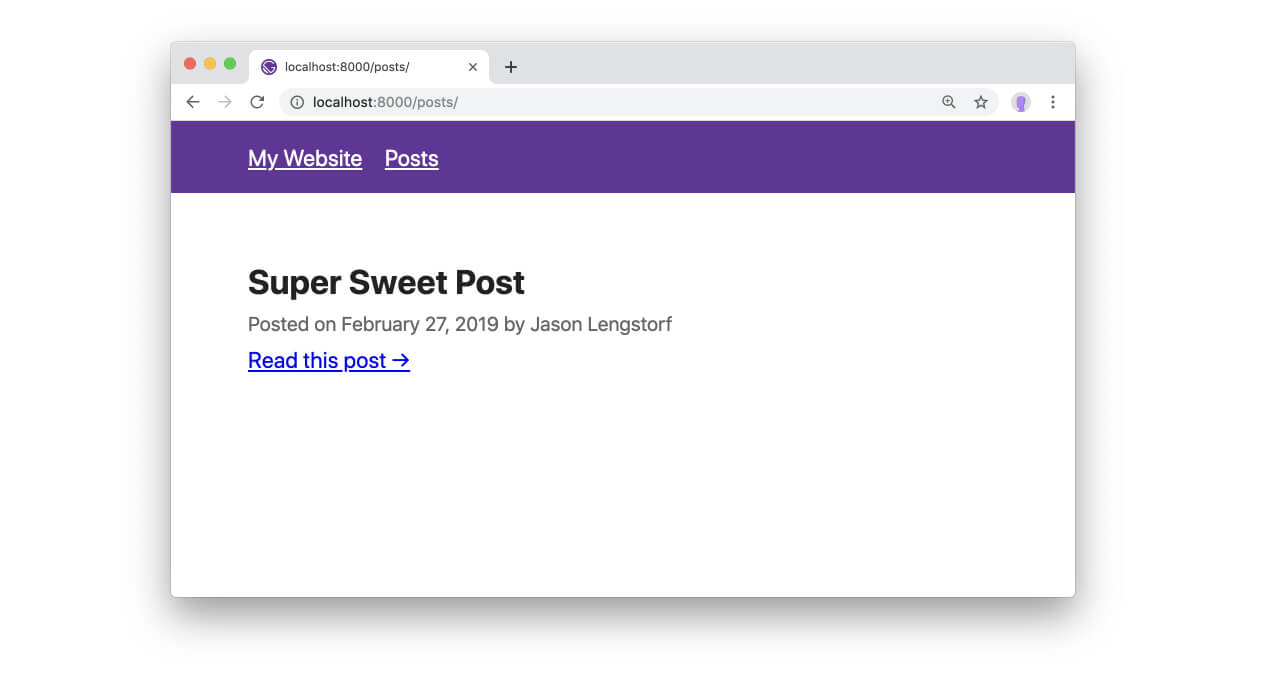 localhost:8000/posts/
localhost:8000/posts/
My Website Posts
Super Sweet Post
Posted on February 27, 2019 by Jason Lengstorf
Read this post →